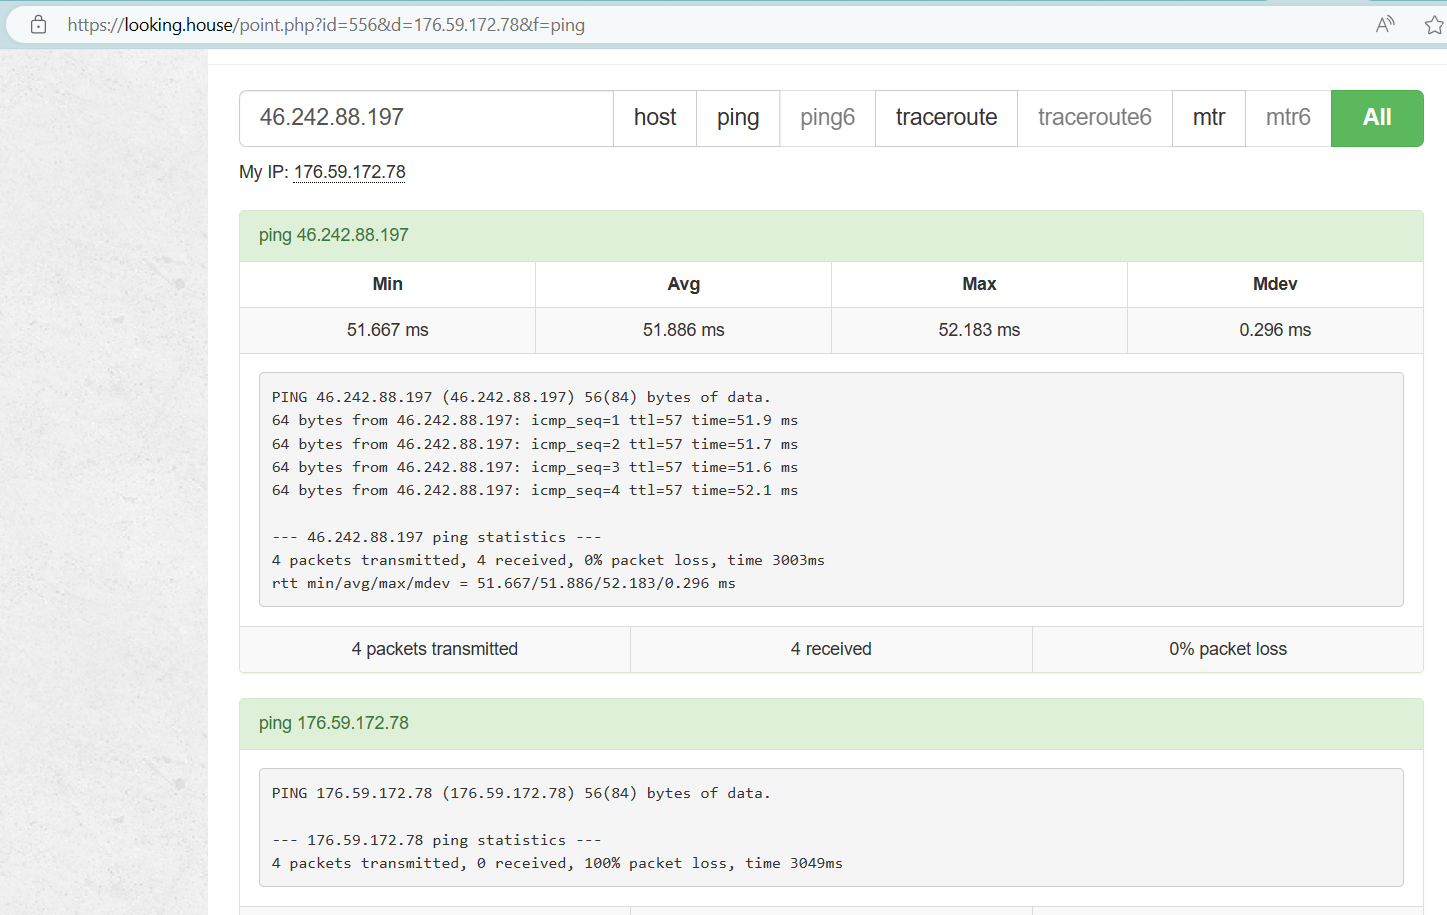 https://looking.house/point.php?id=556&d=176.59.172.78&f=ping
46.242.88.197 host ping ping6 traceroute traceroute6 mtr mtr6 All
My IP: 176.59.172.78
ping 46.242.88.197
Min Avg Max Mdev
51.667 ms 51.886 ms 52.183 ms 0.296 ms
PING 46.242.88.197 (46.242.88.197) 56(84) bytes of data.
64 bytes from 46.242.88.197: icmp_seq=1 ttl=57 time=51.9 ms
64 bytes from 46.242.88.197: icmp_seq=2 ttl=57 time=51.7 ms
64 bytes from 46.242.88.197: icmp_seq=3 ttl=57 time=51.6 ms
64 bytes from 46.242.88.197: icmp_seq=4 ttl=57 time=52.1 ms
--- 46.242.88.197 ping statistics ---
4 packets transmitted, 4 received, 0% packet loss, time 3003ms
rtt min/avg/max/mdev = 51.667/51.886/52.183/0.296 ms
4 packets transmitted 4 received 0% packet loss
ping 176.59.172.78
PING 176.59.172.78 (176.59.172.78) 56(84) bytes of data.
--- 176.59.172.78 ping statistics ---
4 packets transmitted, 0 received, 100% packet loss, time 3049ms